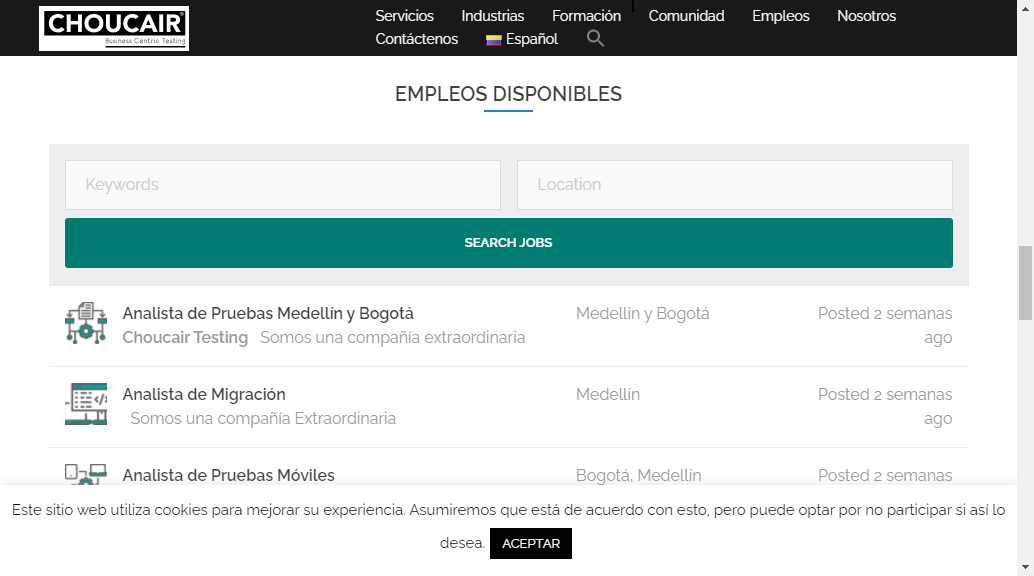 CHOUCAIR
Business Centric Testing
Servicios Industrias Formación Comunidad Empleos Nosotros
Contáctenos Español
EMPLEOS DISPONIBLES
Keywords Location
SEARCH JOBS
Analista de Pruebas Medellín y Bogotá Medellín y Bogotá Posted 2 semanas
Choucair Testing Somos una compañía extraordinaria ago
Analista de Migración Medellín Posted 2 semanas
Somos una compañía Extraordinaria ago
Analista de Pruebas Móviles Bogotá, Medellín Posted 2 semanas
Este sitio web utiliza cookies para mejorar su experiencia. Asumiremos que está de acuerdo con esto, pero puede optar por no participar si así lo
desea. ACEPTAR